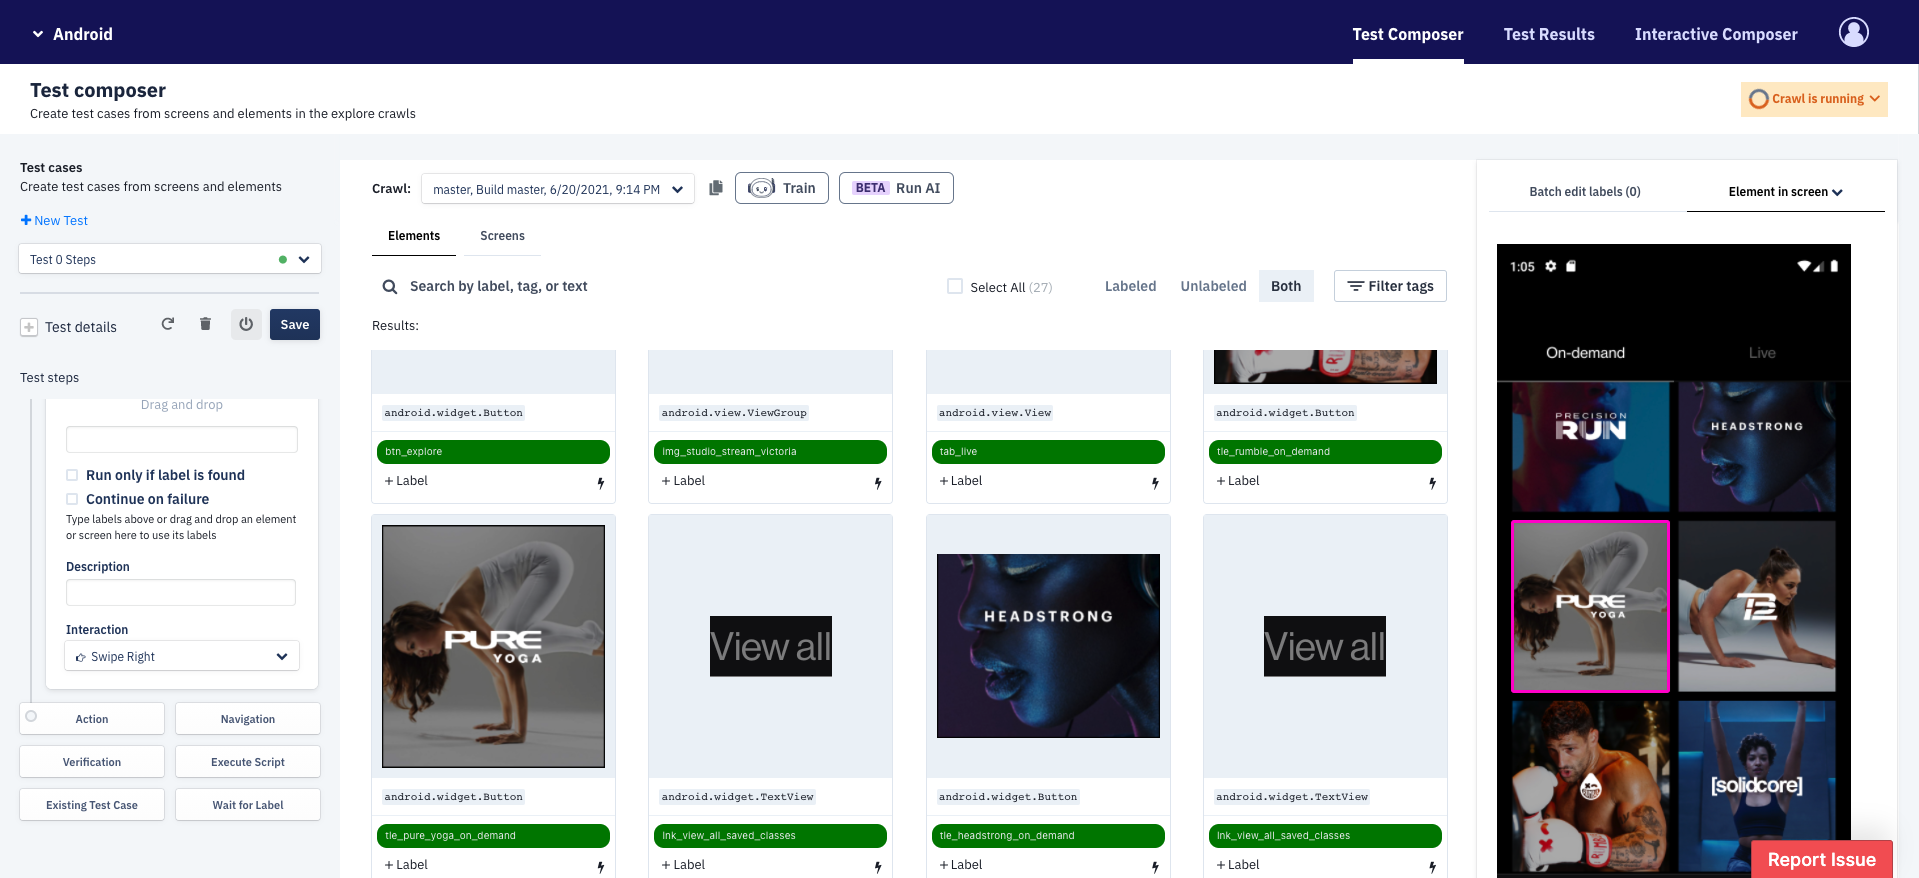 Android
Test Composer
Test Results
Interactive Composer
Test composer
Create test cases from screens and elements in the explore crawls
Crawl is running
Test cases
Create test cases from screens and elements
New Test
Test 0 Steps
Test details
Save
Test steps
Drag and drop
Run only if label is found
Continue on failure
Type labels above or drag and drop an element
or screen here to use its labels
Description
Interaction
Swipe Right
Action
Navigation
Verification
Execute Script
Existing Test Case
Wait for Label
Crawl:
master, Build master, 6/20/2021, 9:14 PM
Train
BETA Run AI
Elements
Screens
Search by label, tag, or text
Select All (27)
Labeled
Unlabeled
Both
Filter tags
Results:
android.widget.Button
android.view.ViewGroup
android.view.View
android.widget.Button
btn_explore
img_studio_stream_victoria
tab_live
tle_rumble_on_demand
+ Label
+ Label
+ Label
+ Label
PURE
YOGA
View all
HEADSTRONG
View all
android.widget.Button
android.widget.TextView
android.widget.Button
android.widget.TextView
tle_pure_yoga_on_demand
lnk_view_all_saved_classes
tle_headstrong_on_demand
lnk_view_all_saved_classes
+ Label
+ Label
+ Label
+ Label
Batch edit labels (0)
Element in screen
1:05
On-demand
Live
PRECISION
RUN
HEADSTRONG
PURE
YOGA
[solidcore]
Report Issue